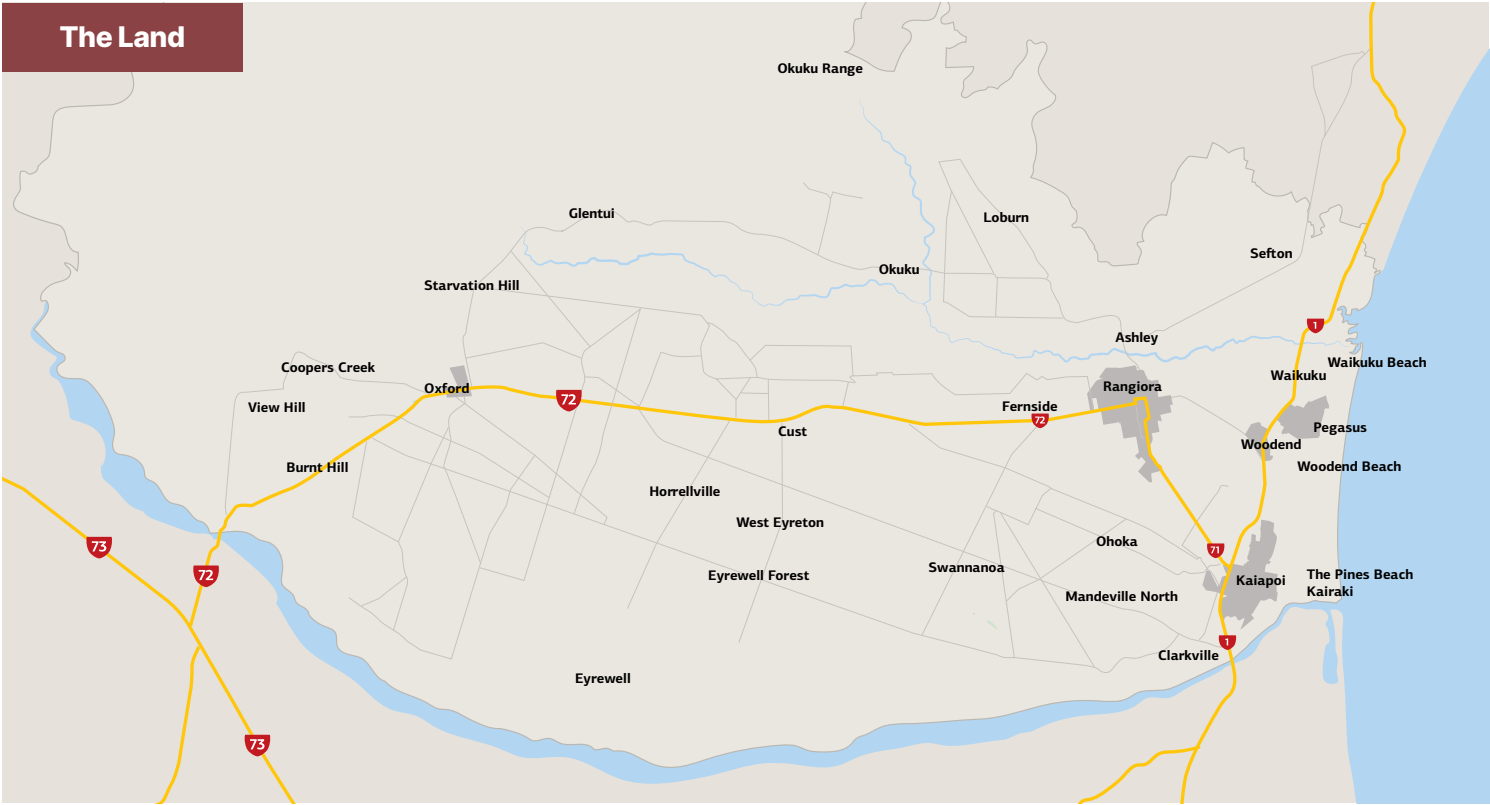 The Land
Okuku Range
Glentui
Loburn
Sefton
Okuku
Starvation Hill
1
Ashley
Waikuku Beach
Coopers Creek
Waikuku
Oxford
Rangiora
72
View Hill
Fernside
72
Pegasus
Cust
Woodend
Burnt Hill
Woodend Beach
Horrellville
West Eyreton
73
Ohoka
71
Swannanoa
72
Eyrewell Forest
Kaiapoi
The Pines Beach
Kairaki
Mandeville North
1
Clarkville
Eyrewell
73